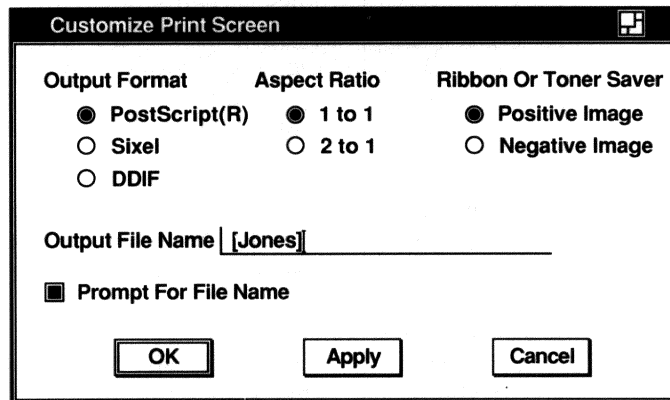 Customize Print Screen
Output Format Aspect Ratio Ribbon Or Toner Saver
PostScript(R) 1 to 1 Positive Image
Sixel 2 to 1 Negative Image
DDIF
Output File Name [Jones]
Prompt For File Name
OK Apply Cancel